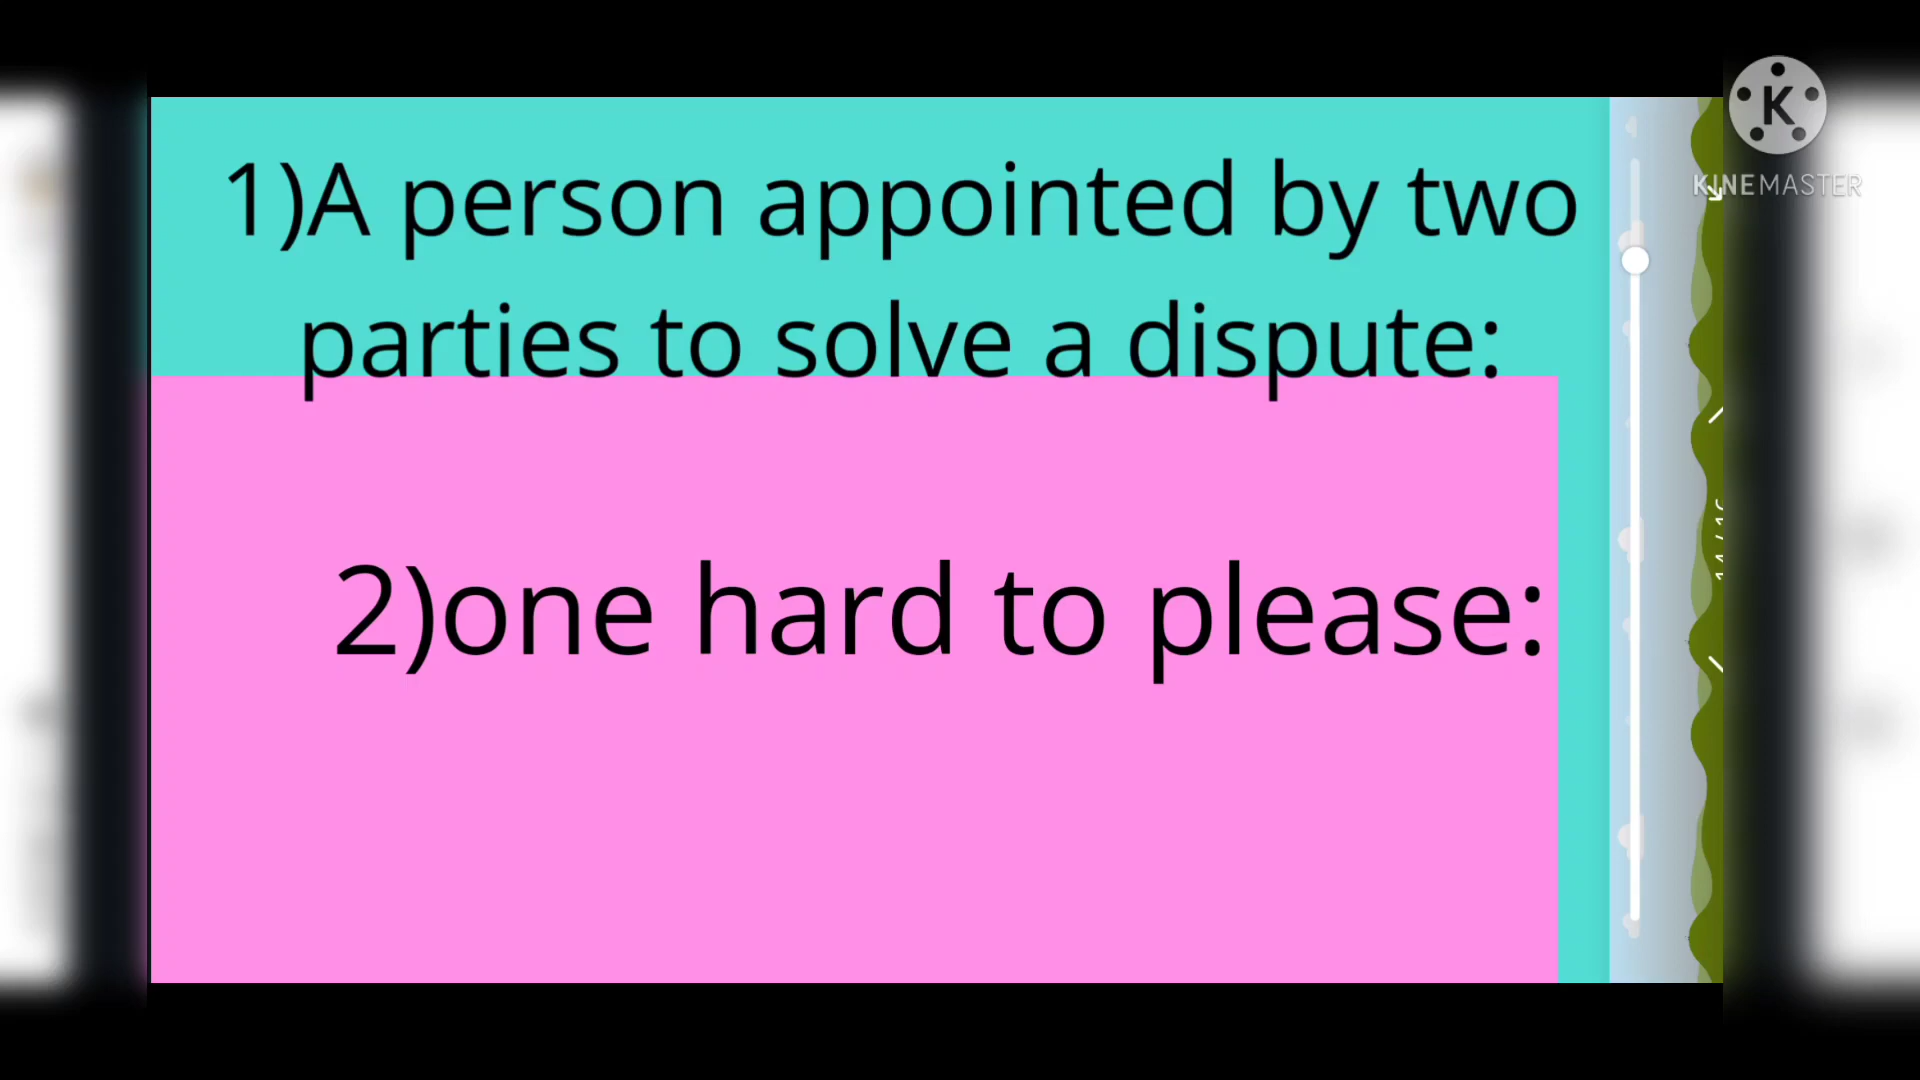 1)A person appointed by two
parties to solve a dispute:
2)one hard to please:
KINEMASTER